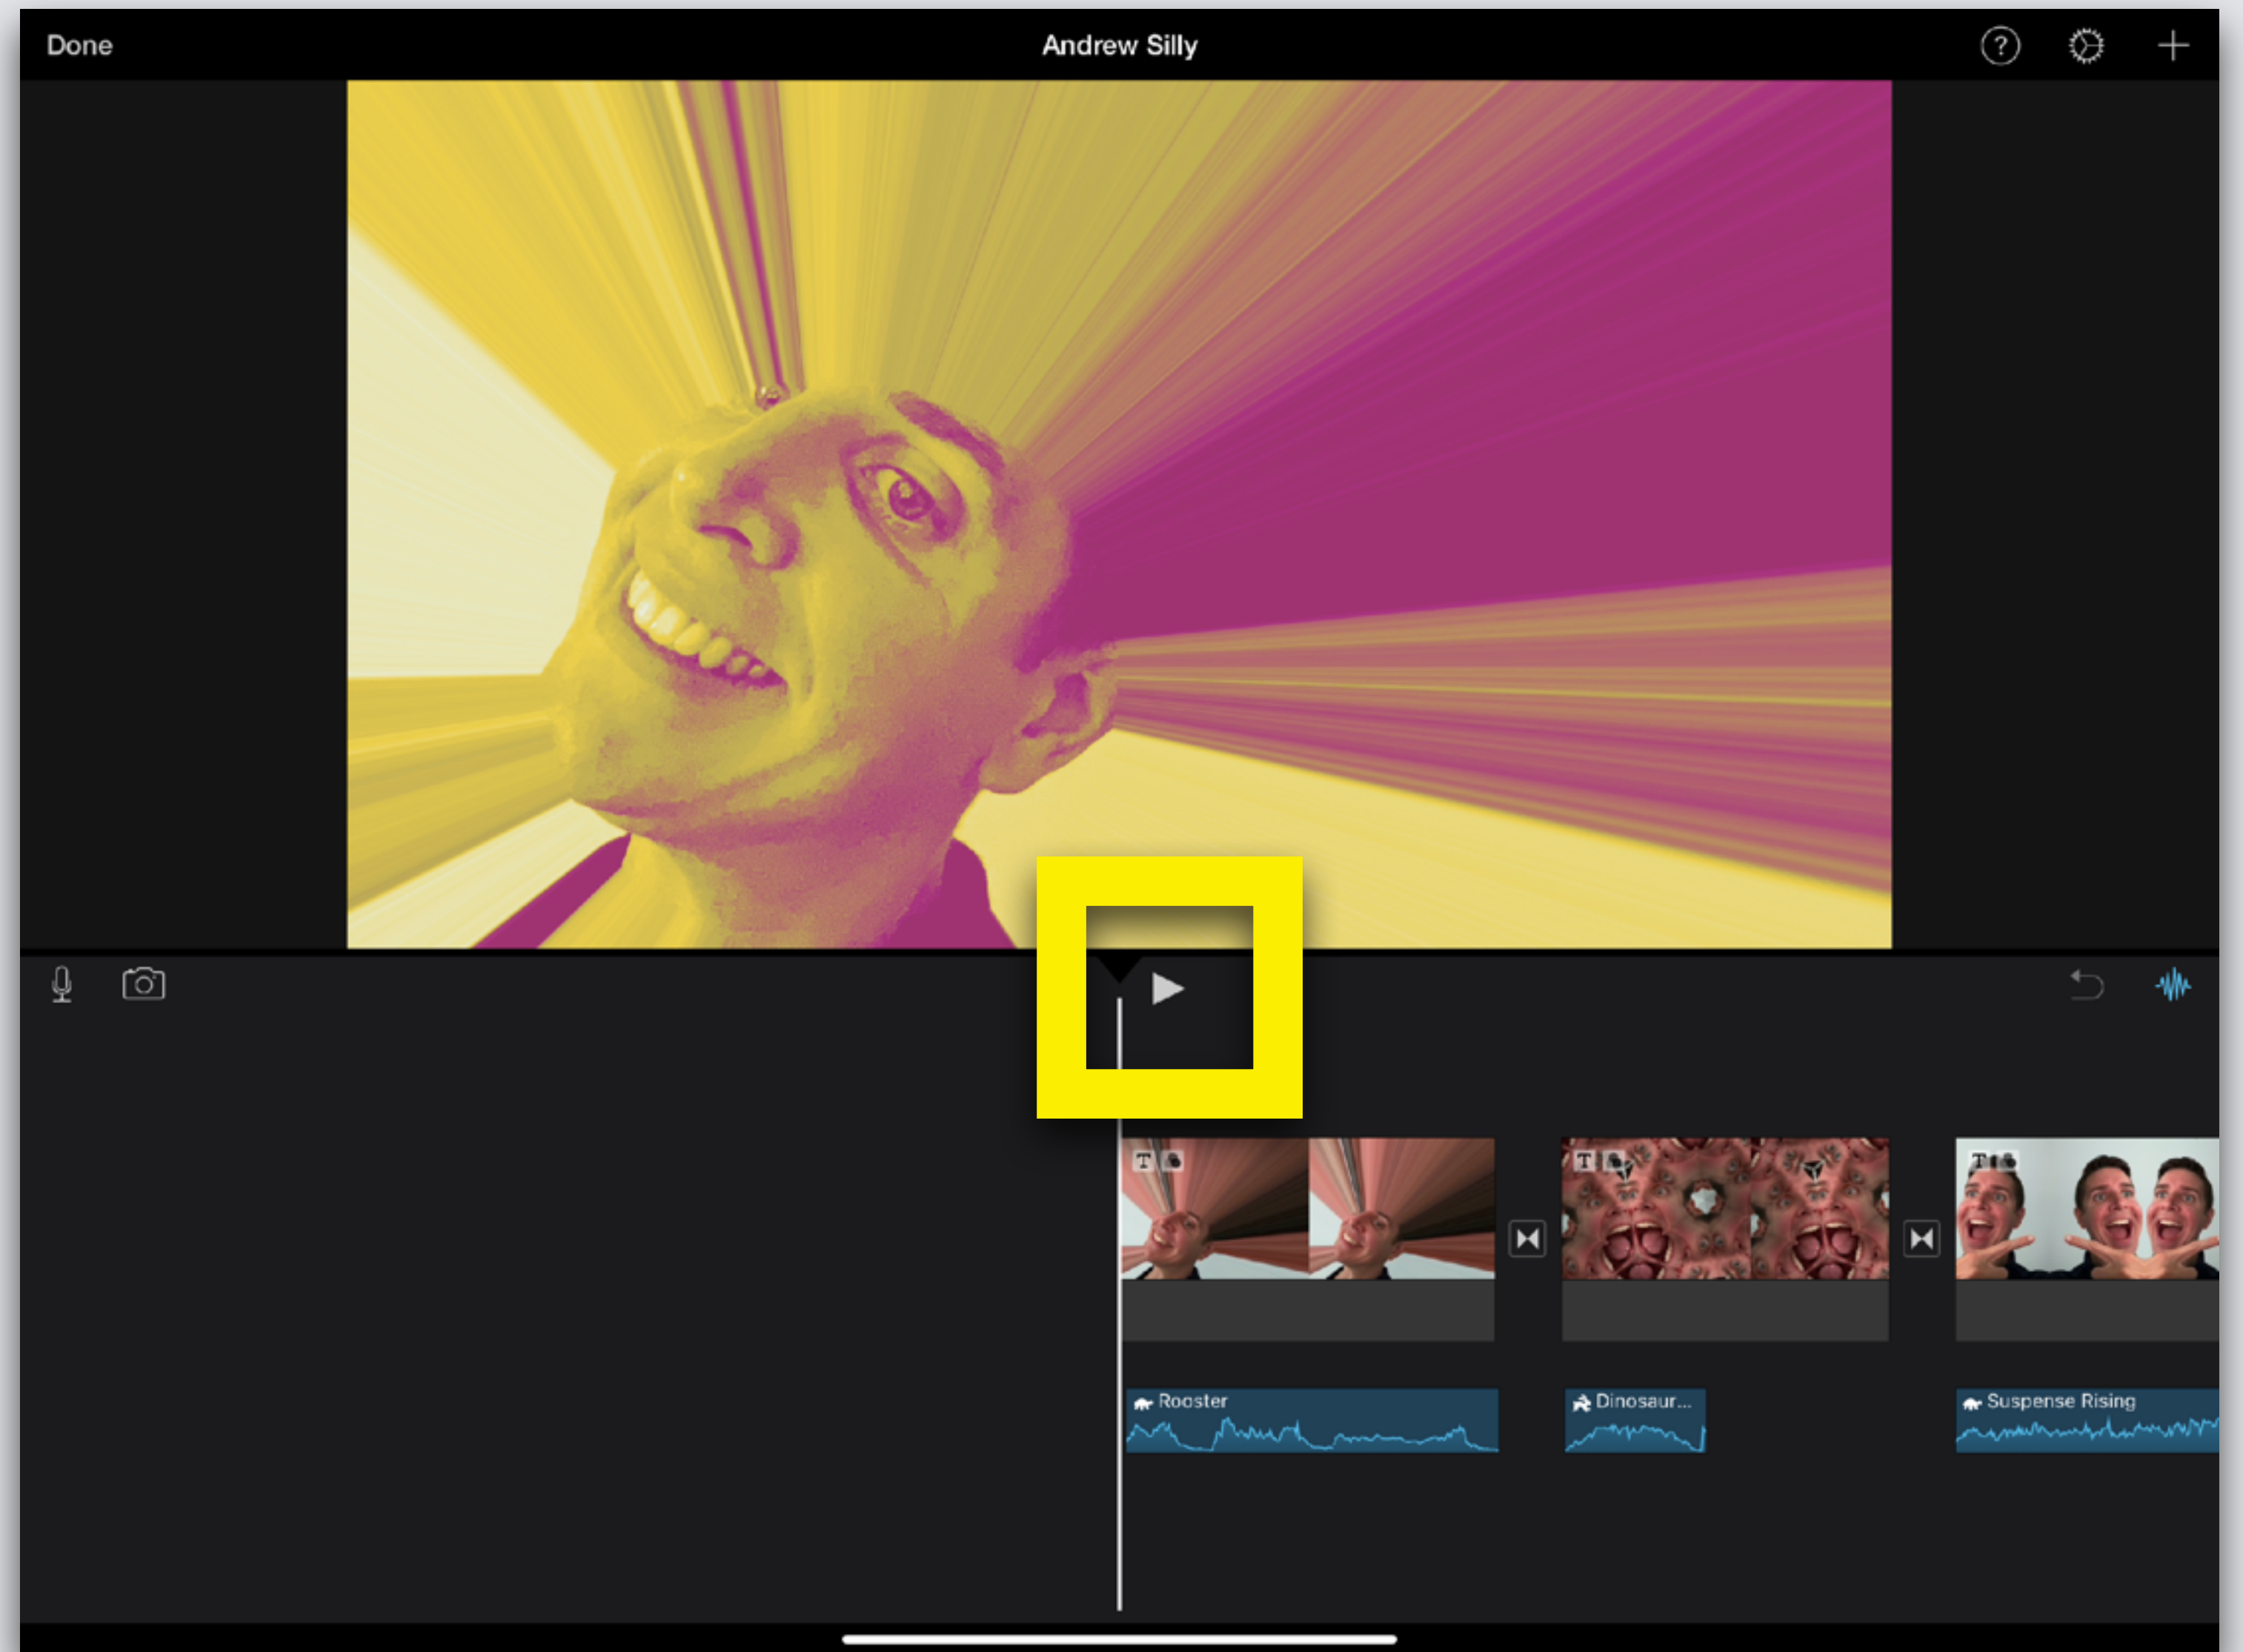 Done
Andrew Silly
?
T
T
T
Rooster
Dinosaur...
Suspense Rising